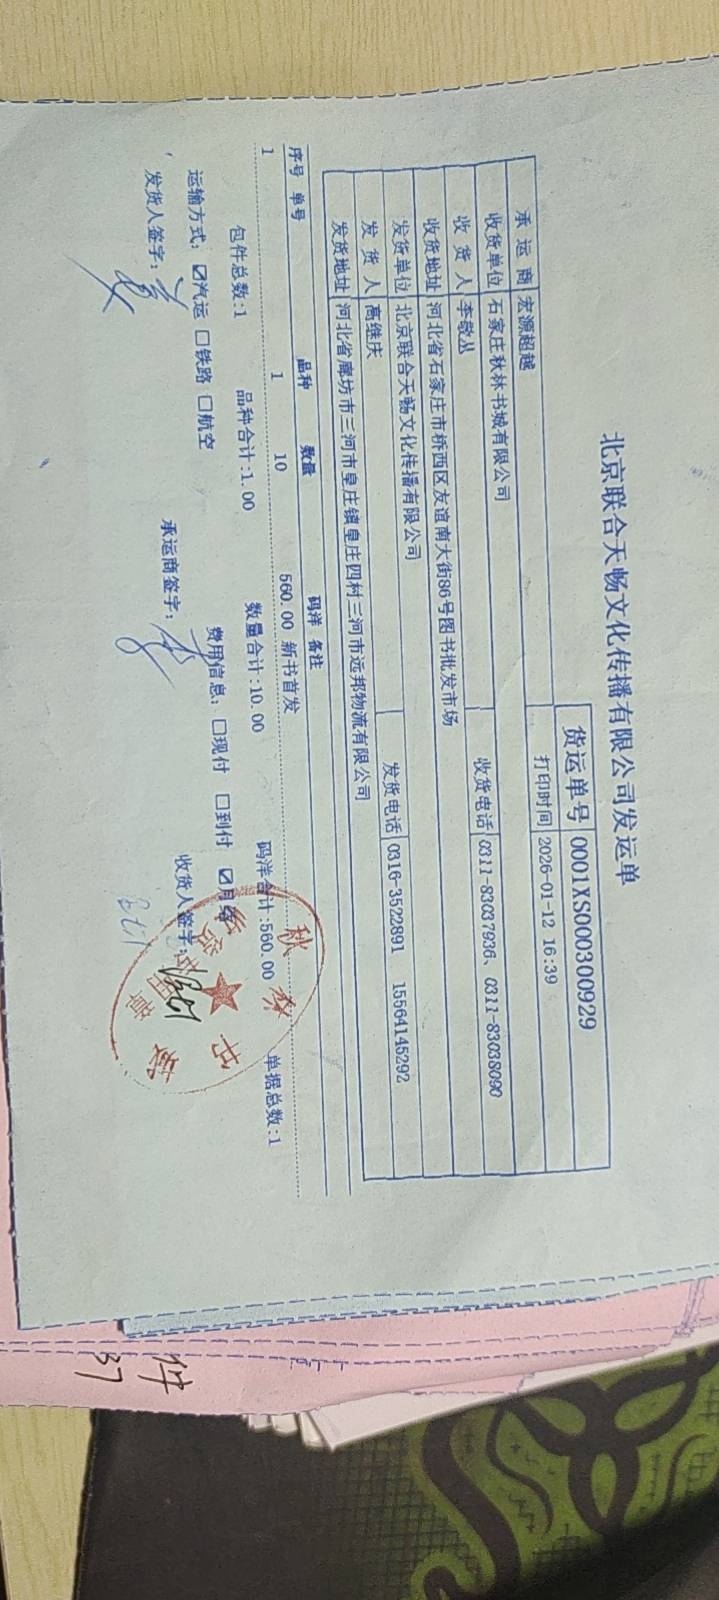 北京联合天畅文化传播有限公司发运单
货运单号 0001XS000300929
打印时间 2026-01-12 16:39
承运商 宏源超越
收货单位 石家庄秋林书城有限公司
收货人 李敬丛 收货电话 0311-83037936、0311-83038090
收货地址 河北省石家庄市桥西区友谊南大街86号图书批发市场
发货单位 北京联合天畅文化传播有限公司
发货人 高继庆 发货电话 0316-3522891 15564145292
发货地址 河北省廊坊市三河市皇庄镇皇庄四村三河市远邦物流有限公司
序号 单号 品种 数量 码洋 备注
1 1 10 560.00 新书首发
包件总数:1 品种合计:1.00 数量合计:10.00 码洋合计:560.00 单据总数:1
运输方式: ☑汽运 □铁路 □航空 费用信息: □现付 □到付 ☑月结
发货人签字: 承运商签字: 收货人签字:
秋林书城
件
37